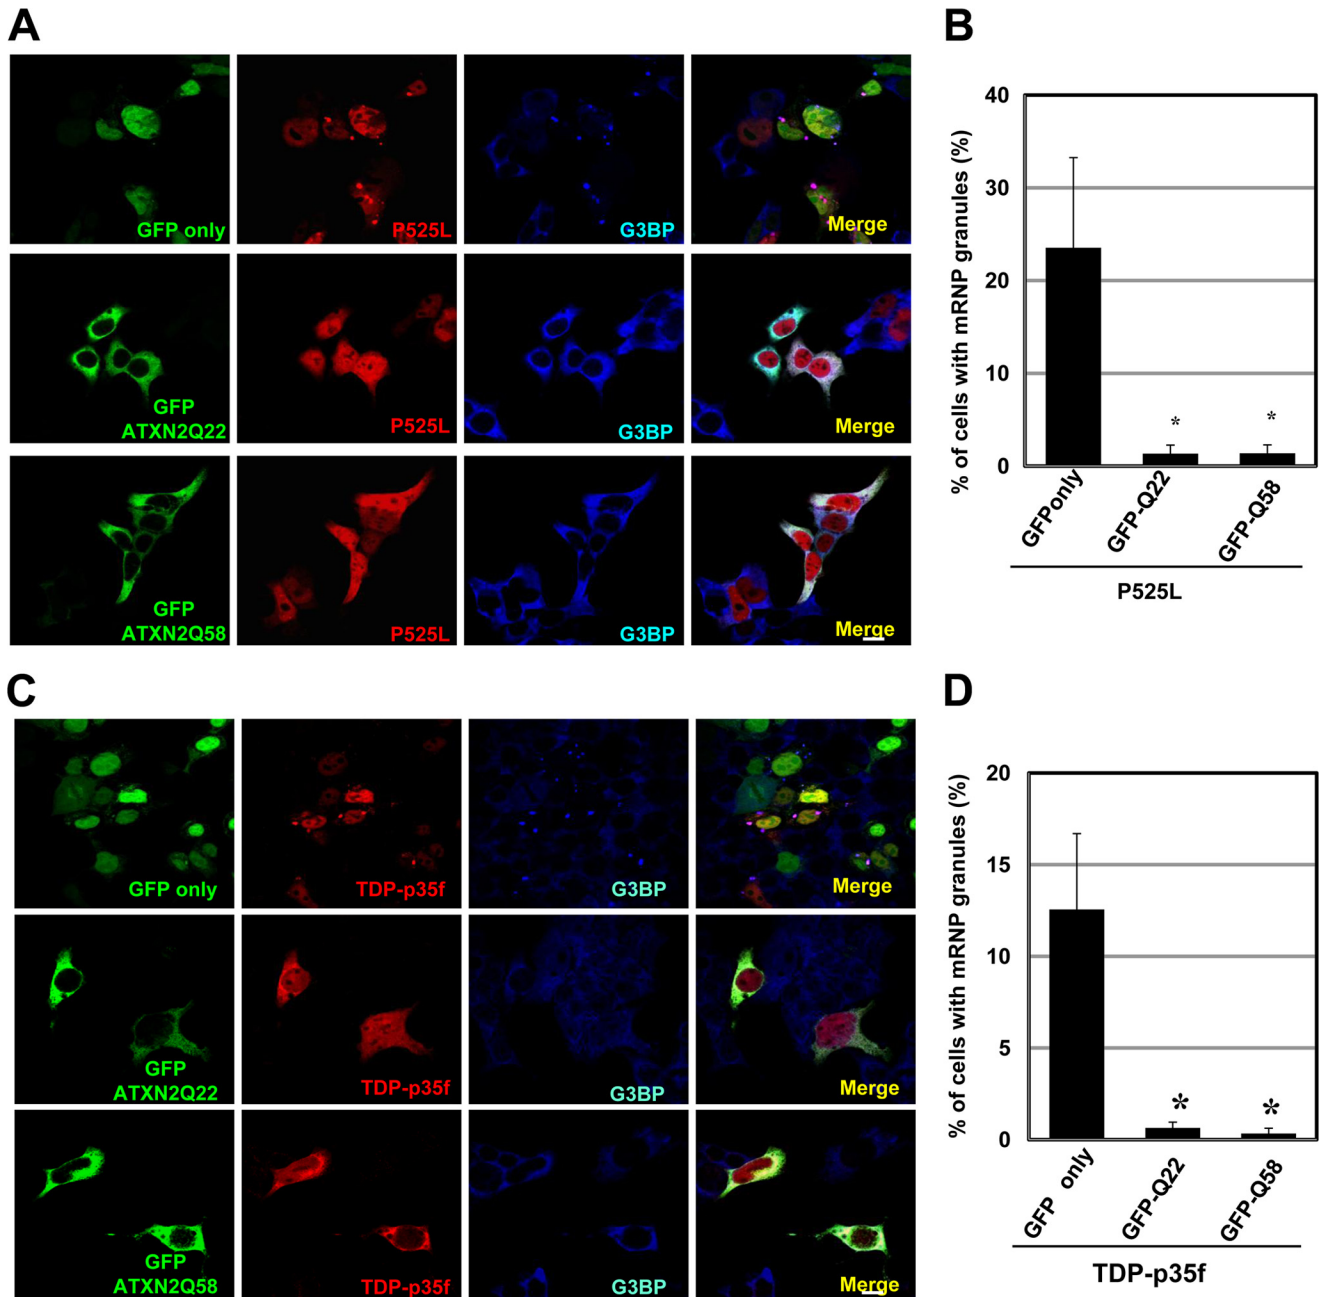 A
GFP only
P525L
G3BP
Merge
GFP
ATXN2Q22
P525L
G3BP
Merge
GFP
ATXN2Q58
P525L
G3BP
Merge
B
% of cells with mRNP granules (%)
40
30
20
10
0
*
*
GFPonly
GFP-Q22
GFP-Q58
P525L
C
GFP only
TDP-p35f
G3BP
Merge
GFP
ATXN2Q22
TDP-p35f
G3BP
Merge
GFP
ATXN2Q58
TDP-p35f
G3BP
Merge
D
% of cells with mRNP granules (%)
20
15
10
5
0
*
*
GFP only
GFP-Q22
GFP-Q58
TDP-p35f